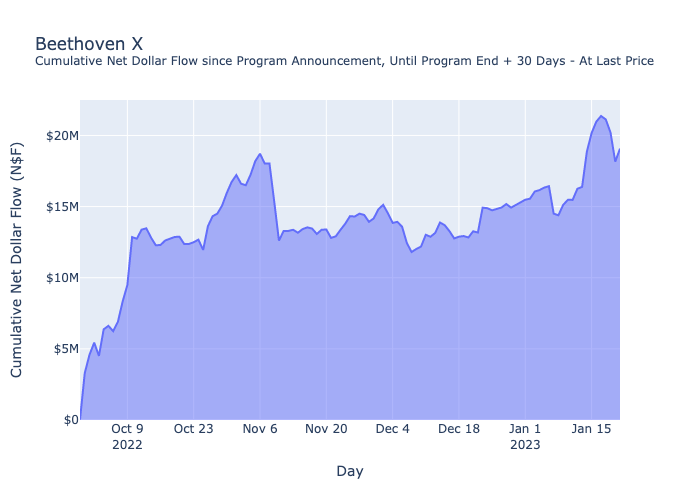 Beethoven X
Cumulative Net Dollar Flow since Program Announcement, Until Program End + 30 Days - At Last Price
Cumulative Net Dollar Flow (N$F)
$20M
$15M
$10M
$5M
$0
Oct 9
2022
Oct 23
Nov 6
Nov 20
Dec 4
Dec 18
Jan 1
2023
Jan 15
Day